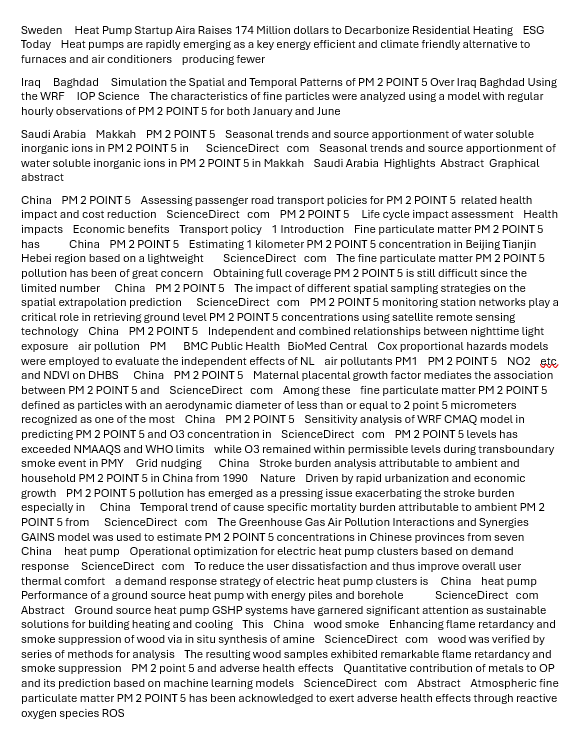 Sweden Heat Pump Startup Aira Raises 174 Million dollars to Decarbonize Residential Heating ESG
Today Heat pumps are rapidly emerging as a key energy efficient and climate friendly alternative to
furnaces and air conditioners producing fewer
Iraq Baghdad Simulation the Spatial and Temporal Patterns of PM 2 POINT 5 Over Iraq Baghdad Using
the WRF IOP Science The characteristics of fine particles were analyzed using a model with regular
hourly observations of PM 2 POINT 5 for both January and June
Saudi Arabia Makkah PM 2 POINT 5 Seasonal trends and source apportionment of water soluble
inorganic ions in PM 2 POINT 5 in ScienceDirect com Seasonal trends and source apportionment of
water soluble inorganic ions in PM 2 POINT 5 in Makkah Saudi Arabia Highlights Abstract Graphical
abstract
China PM 2 POINT 5 Assessing passenger road transport policies for PM 2 POINT 5 related health
impact and cost reduction ScienceDirect com PM 2 POINT 5 Life cycle impact assessment Health
impacts Economic benefits Transport policy 1 Introduction Fine particulate matter PM 2 POINT 5
has China PM 2 POINT 5 Estimating 1 kilometer PM 2 POINT 5 concentration in Beijing Tianjin
Hebei region based on a lightweight ScienceDirect com The fine particulate matter PM 2 POINT 5
pollution has been of great concern Obtaining full coverage PM 2 POINT 5 is still difficult since the
limited number China PM 2 POINT 5 The impact of different spatial sampling strategies on the
spatial extrapolation prediction ScienceDirect com PM 2 POINT 5 monitoring station networks play a
critical role in retrieving ground level PM 2 POINT 5 concentrations using satellite remote sensing
technology China PM 2 POINT 5 Independent and combined relationships between nighttime light
exposure air pollution PM BMC Public Health BioMed Central Cox proportional hazards models
were employed to evaluate the independent effects of NL air pollutants PM1 PM 2 POINT 5 NO2 etc
and NDVI on DHBS China PM 2 POINT 5 Maternal placental growth factor mediates the association
between PM 2 POINT 5 and ScienceDirect com Among these fine particulate matter PM 2 POINT 5
defined as particles with an aerodynamic diameter of less than or equal to 2 point 5 micrometers
recognized as one of the most China PM 2 POINT 5 Sensitivity analysis of WRF CMAQ model in
predicting PM 2 POINT 5 and O3 concentration in ScienceDirect com PM 2 POINT 5 levels has
exceeded NMAAQS and WHO limits while O3 remained within permissible levels during transboundary
smoke event in PMY Grid nudging China Stroke burden analysis attributable to ambient and
household PM 2 POINT 5 in China from 1990 Nature Driven by rapid urbanization and economic
growth PM 2 POINT 5 pollution has emerged as a pressing issue exacerbating the stroke burden
especially in China Temporal trend of cause specific mortality burden attributable to ambient PM 2
POINT 5 from ScienceDirect com The Greenhouse Gas Air Pollution Interactions and Synergies
GAINS model was used to estimate PM 2 POINT 5 concentrations in Chinese provinces from seven
China heat pump Operational optimization for electric heat pump clusters based on demand
response ScienceDirect com To reduce the user dissatisfaction and thus improve overall user
thermal comfort a demand response strategy of electric heat pump clusters is China heat pump
Performance of a ground source heat pump with energy piles and borehole ScienceDirect com
Abstract Ground source heat pump GSHP systems have garnered significant attention as sustainable
solutions for building heating and cooling This China wood smoke Enhancing flame retardancy and
smoke suppression of wood via in situ synthesis of amine ScienceDirect com wood was verified by
series of methods for analysis The resulting wood samples exhibited remarkable flame retardancy and
smoke suppression PM 2 point 5 and adverse health effects Quantitative contribution of metals to OP
and its prediction based on machine learning models ScienceDirect com Abstract Atmospheric fine
particulate matter PM 2 POINT 5 has been acknowledged to exert adverse health effects through reactive
oxygen species ROS